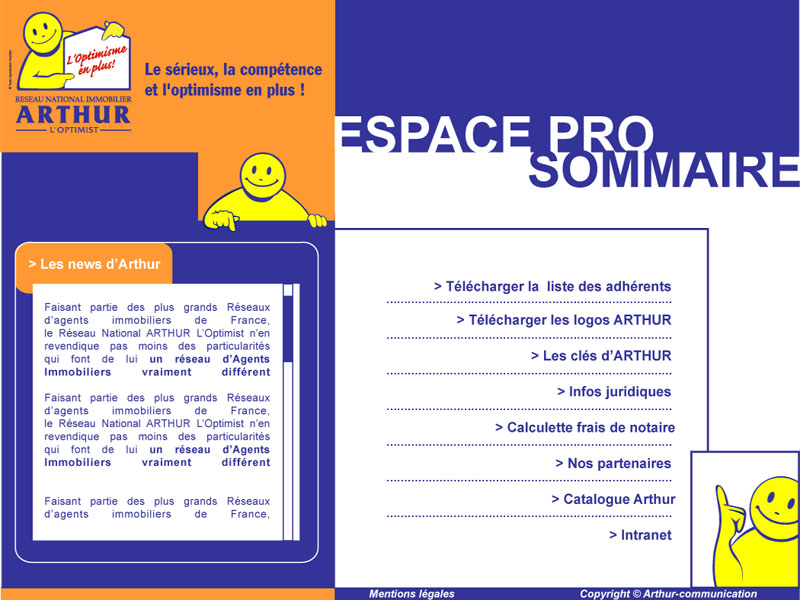 L'Optimisme
en plus!
RESEAU NATIONAL IMMOBILIER
ARTHUR
L'OPTIMIST
Le sérieux, la compétence
et l'optimisme en plus !
ESPACE PRO
SOMMAIRE
> Les news d'Arthur
Faisant partie des plus grands Réseaux
d'agents immobiliers de France,
le Réseau National ARTHUR L'Optimist n'en
revendique pas moins des particularités
qui font de lui un réseau d'Agents
Immobiliers vraiment différent
Faisant partie des plus grands Réseaux
d'agents immobiliers de France,
le Réseau National ARTHUR L'Optimist n'en
revendique pas moins des particularités
qui font de lui un réseau d'Agents
Immobiliers vraiment différent
Faisant partie des plus grands Réseaux
d'agents immobiliers de France,
> Télécharger la  liste des adhérents
> Télécharger les logos ARTHUR
> Les clés d'ARTHUR
> Infos juridiques
> Calculette frais de notaire
> Nos partenaires
> Catalogue Arthur
> Intranet
Mentions légales
Copyright © Arthur-communication